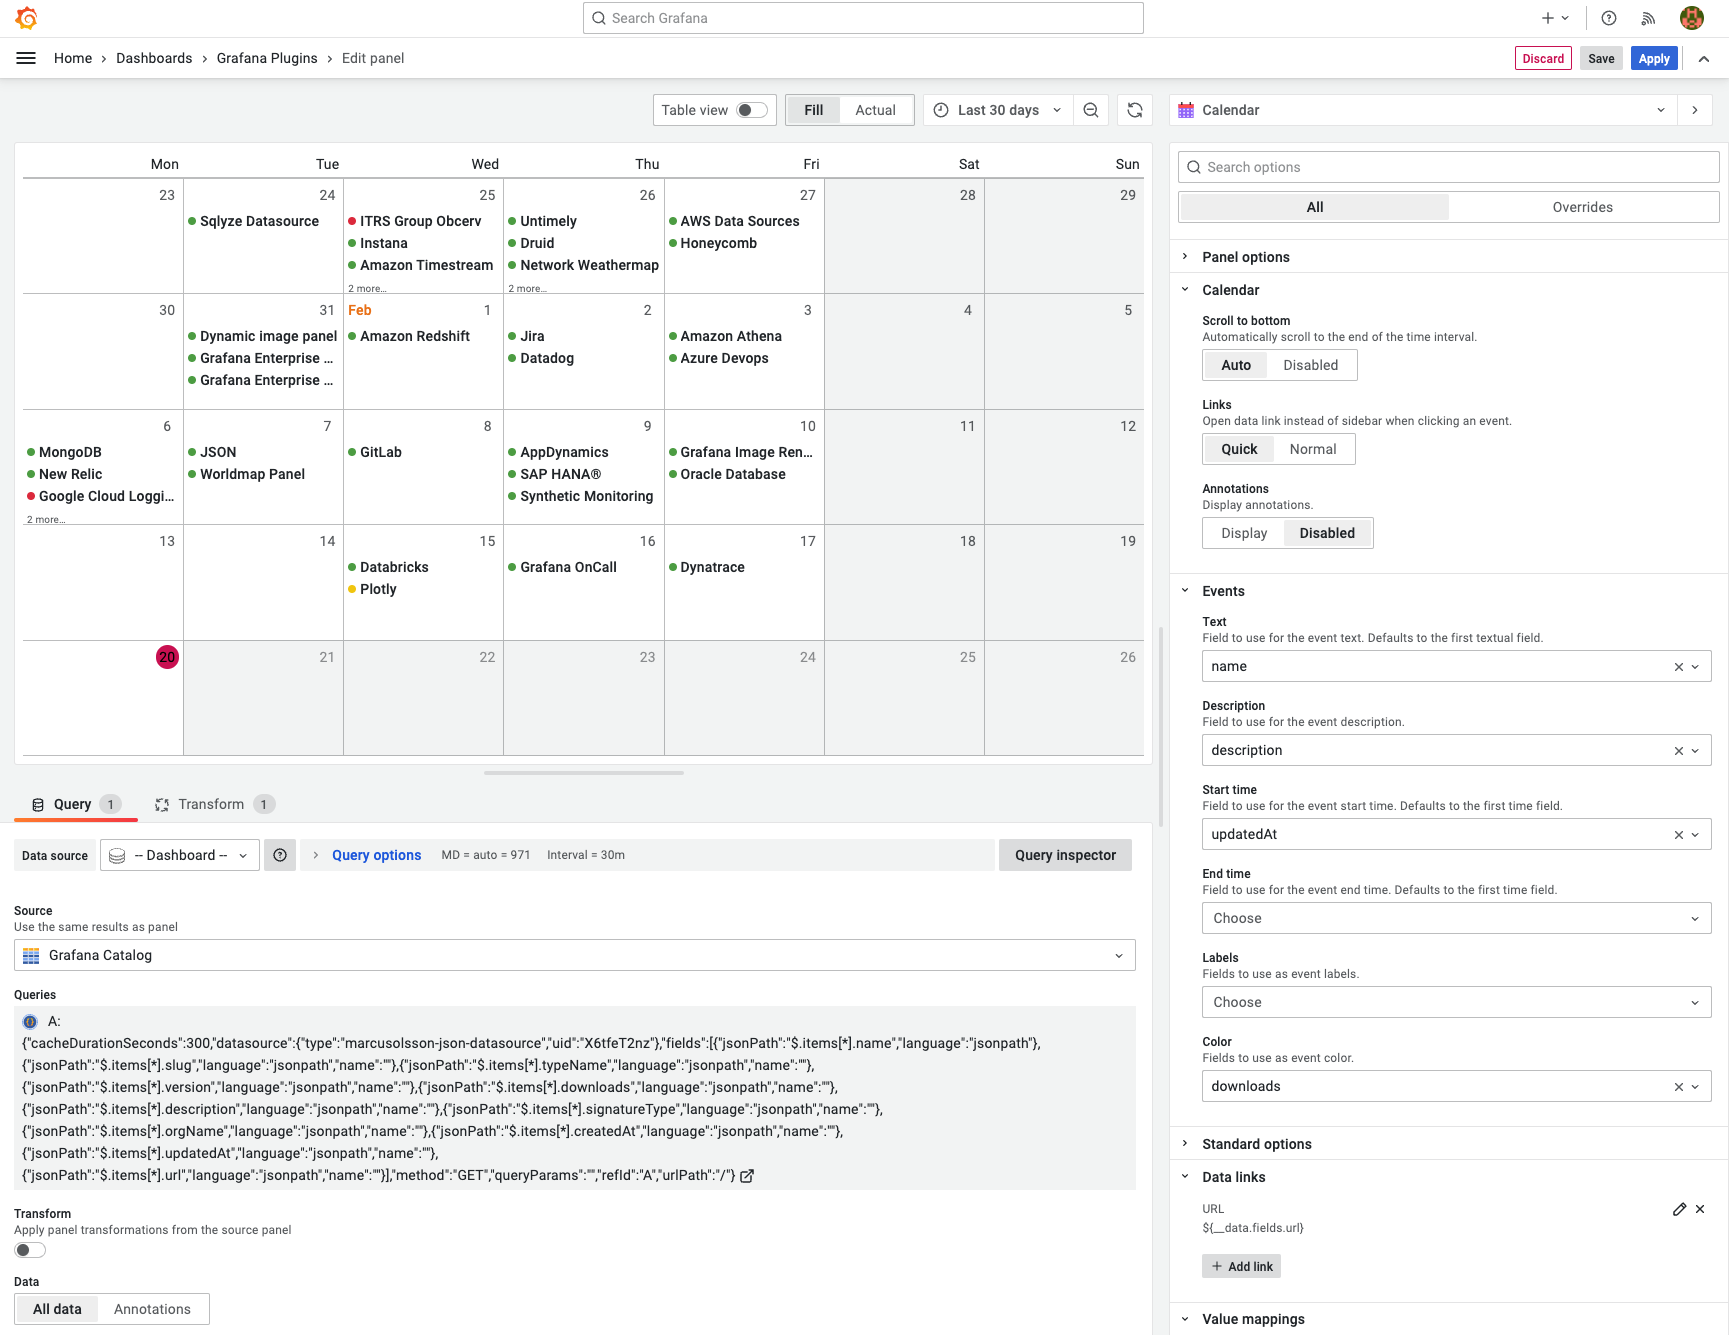 Search Grafana
Home › Dashboards › Grafana Plugins › Edit panel
Discard Save Apply
Table view Fill Actual Last 30 days
Calendar
Mon Tue Wed Thu Fri Sat Sun
23 24 25 26 27 28 29
Sqlyze Datasource ITRS Group Obcerv Untimely AWS Data Sources
Instana Druid Honeycomb
Amazon Timestream Network Weathermap
2 more... 2 more...
30 31 Feb 1 2 3 4 5
Dynamic image panel Amazon Redshift Jira Amazon Athena
Grafana Enterprise ... Datadog Azure Devops
Grafana Enterprise ...
6 7 8 9 10 11 12
MongoDB JSON GitLab AppDynamics Grafana Image Ren...
New Relic Worldmap Panel SAP HANA® Oracle Database
Google Cloud Loggi... Synthetic Monitoring
2 more...
13 14 15 16 17 18 19
Databricks Grafana OnCall Dynatrace
Plotly
20 21 22 23 24 25 26
Query 1 Transform 1
Data source -- Dashboard -- Query options MD = auto = 971 Interval = 30m Query inspector
Source
Use the same results as panel
Grafana Catalog
Queries
A:
{"cacheDurationSeconds":300,"datasource":{"type":"marcusolsson-json-datasource","uid":"X6tfeT2nz"},"fields":[{"jsonPath":"$.items[*].name","language":"jsonpath"},
{"jsonPath":"$.items[*].slug","language":"jsonpath","name":""},{"jsonPath":"$.items[*].typeName","language":"jsonpath","name":""},
{"jsonPath":"$.items[*].version","language":"jsonpath","name":""},{"jsonPath":"$.items[*].downloads","language":"jsonpath","name":""},
{"jsonPath":"$.items[*].description","language":"jsonpath","name":""},{"jsonPath":"$.items[*].signatureType","language":"jsonpath","name":""},
{"jsonPath":"$.items[*].orgName","language":"jsonpath","name":""},{"jsonPath":"$.items[*].createdAt","language":"jsonpath","name":""},
{"jsonPath":"$.items[*].updatedAt","language":"jsonpath","name":""},
{"jsonPath":"$.items[*].url","language":"jsonpath","name":""}],"method":"GET","queryParams":"","refId":"A","urlPath":"/"}
Transform
Apply panel transformations from the source panel
Data
All data Annotations
Search options
All Overrides
Panel options
Calendar
Scroll to bottom
Automatically scroll to the end of the time interval.
Auto Disabled
Links
Open data link instead of sidebar when clicking an event.
Quick Normal
Annotations
Display annotations.
Display Disabled
Events
Text
Field to use for the event text. Defaults to the first textual field.
name
Description
Field to use for the event description.
description
Start time
Field to use for the event start time. Defaults to the first time field.
updatedAt
End time
Field to use for the event end time. Defaults to the first time field.
Choose
Labels
Fields to use as event labels.
Choose
Color
Fields to use as event color.
downloads
Standard options
Data links
URL
${__data.fields.url}
+ Add link
Value mappings